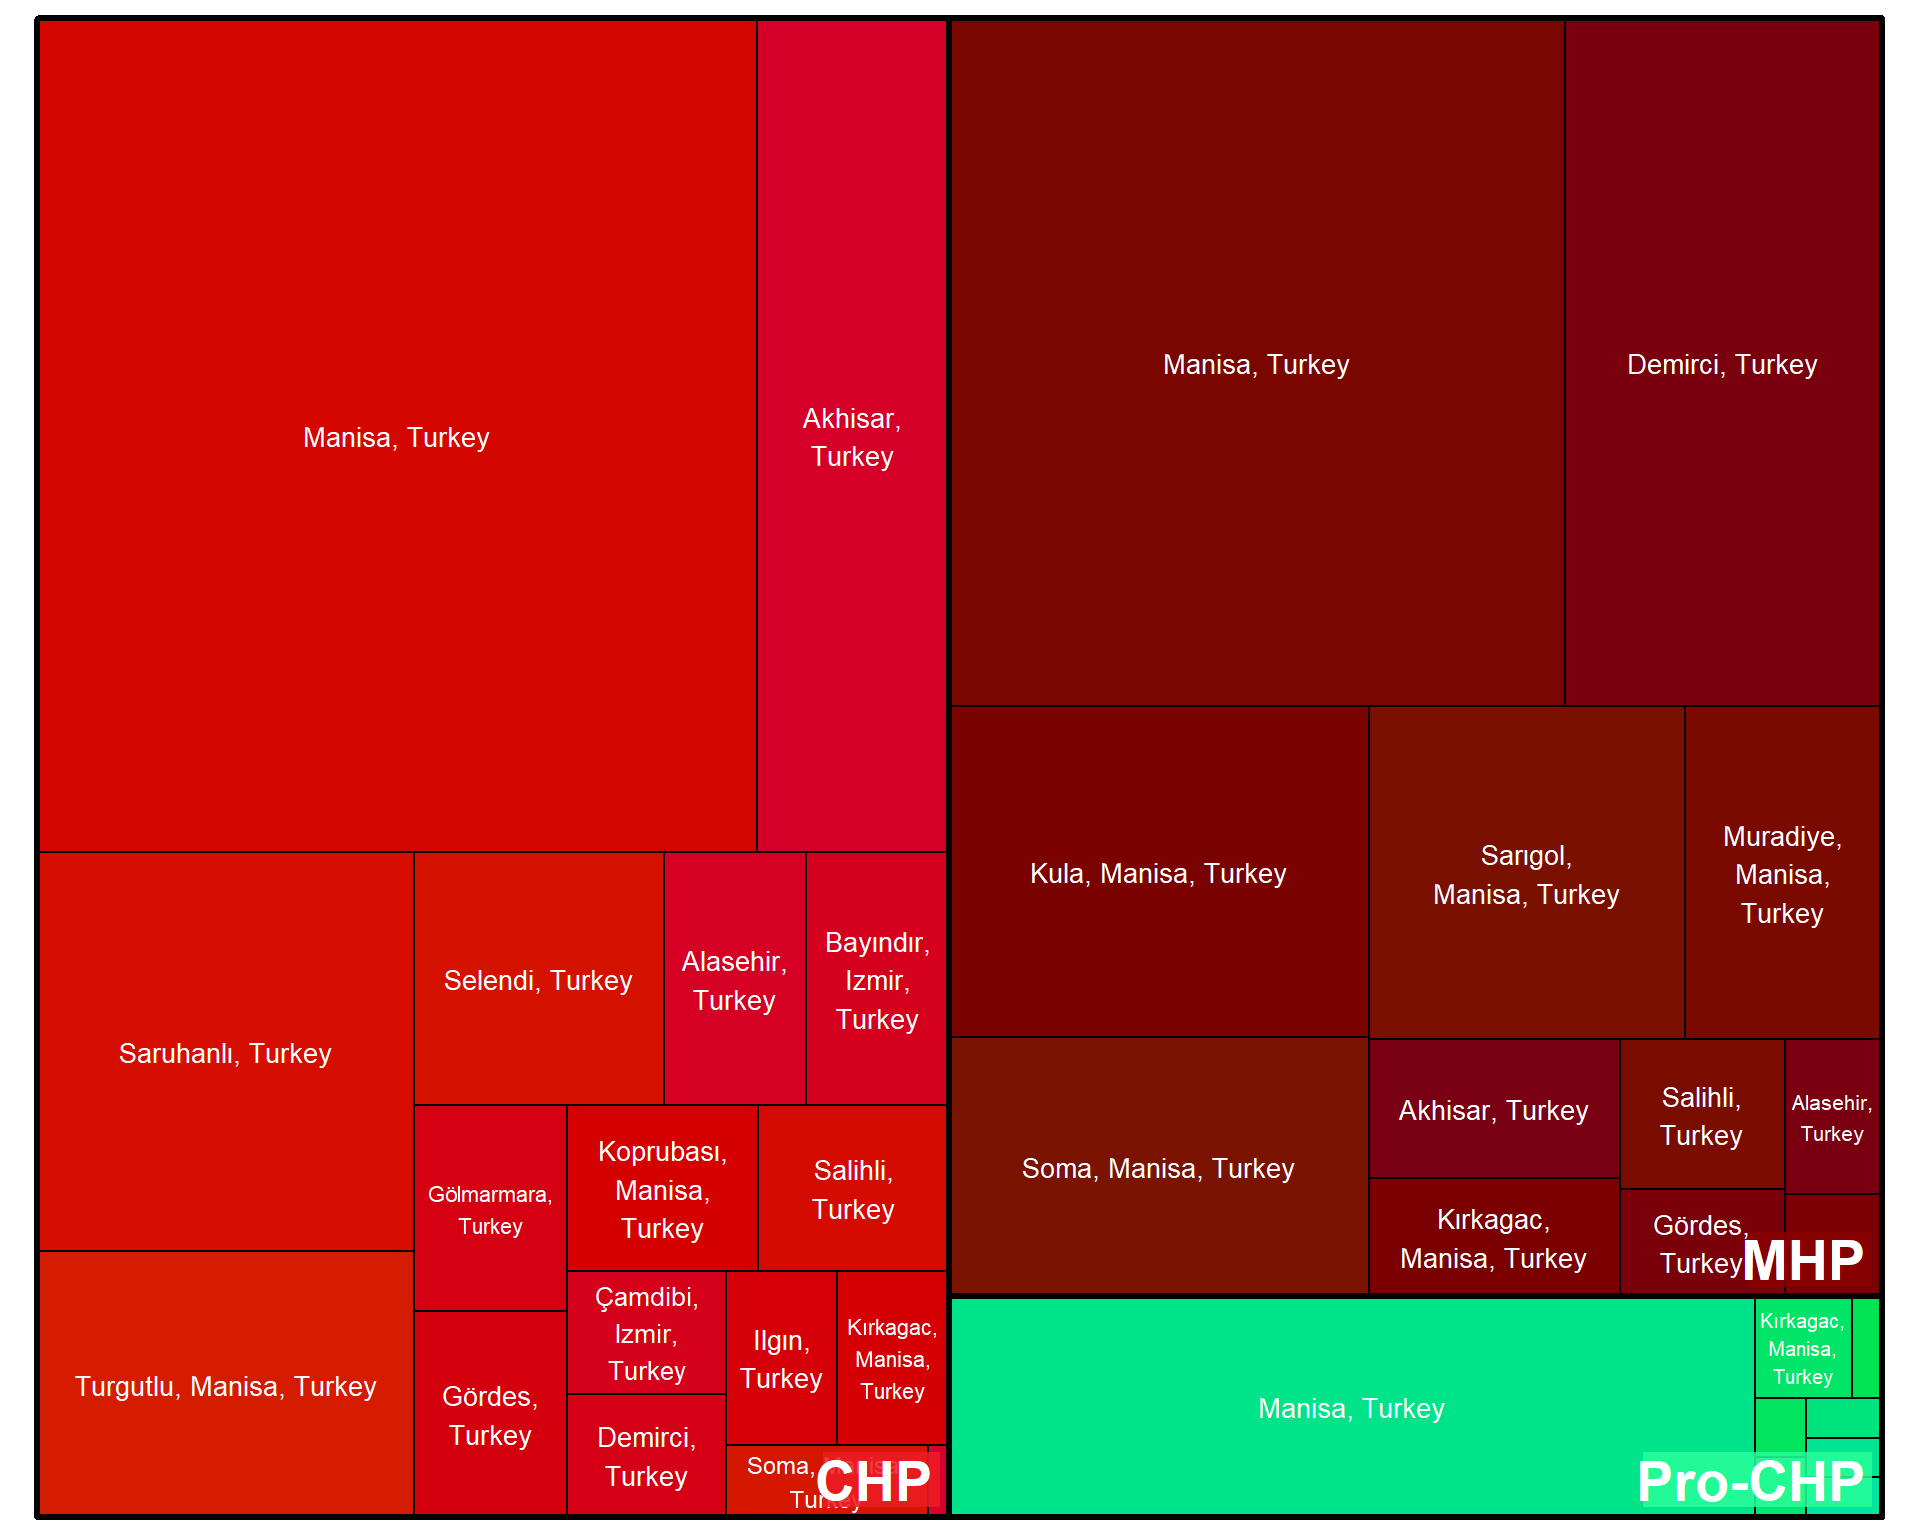 Manisa, Turkey
Akhisar,
Turkey
Saruhanlı, Turkey
Turgutlu, Manisa, Turkey
Selendi, Turkey
Alasehir,
Turkey
Bayındır,
Izmir,
Turkey
Gölmarmara,
Turkey
Koprubası,
Manisa,
Turkey
Salihli,
Turkey
Gördes,
Turkey
Çamdibi,
Izmir,
Turkey
Demirci,
Turkey
Ilgın,
Turkey
Kırkagac,
Manisa,
Turkey
Soma, Manisa,
Turkey
CHP
Manisa, Turkey
Demirci, Turkey
Kula, Manisa, Turkey
Sarıgol,
Manisa, Turkey
Muradiye,
Manisa,
Turkey
Soma, Manisa, Turkey
Akhisar, Turkey
Salihli,
Turkey
Alasehir,
Turkey
Kırkagac,
Manisa, Turkey
Gördes,
Turkey
MHP
Manisa, Turkey
Kırkagac,
Manisa,
Turkey
Pro-CHP